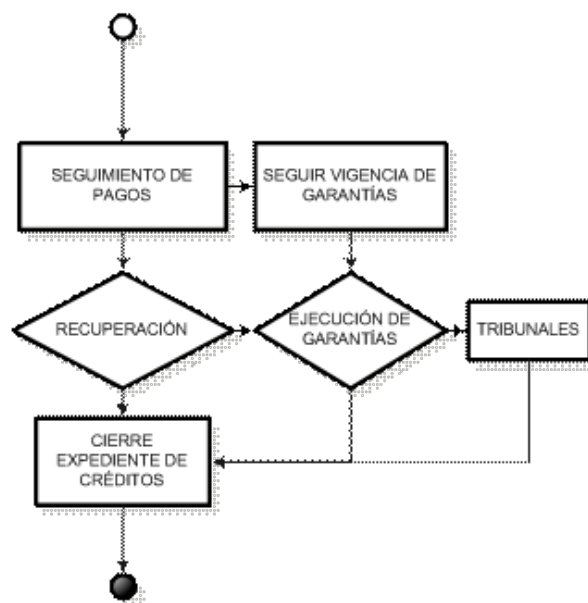 SEGUIMIENTO DE
PAGOS
SEGUIR VIGENCIA DE
GARANTÍAS
RECUPERACIÓN
EJECUCIÓN DE
GARANTÍAS
TRIBUNALES
CIERRE
EXPEDIENTE DE
CRÉDITOS